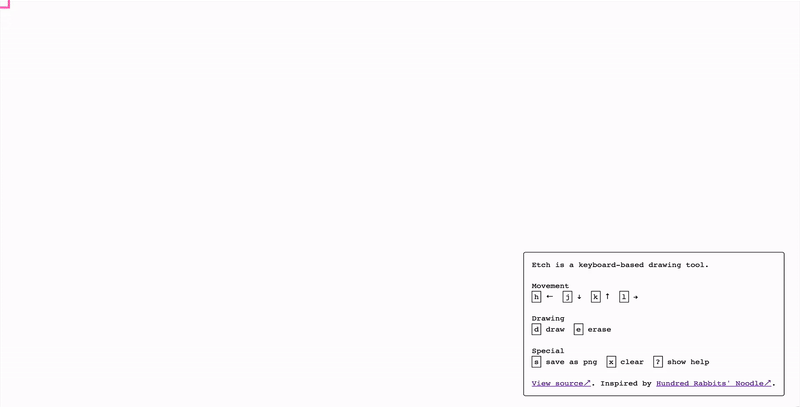 Etch is a keyboard-based drawing tool.
Movement
h ← j ↓ k ↑ l →
Drawing
d draw e erase
Special
s save as png x clear ? show help
View source↗. Inspired by Hundred Rabbits' Noodle↗.